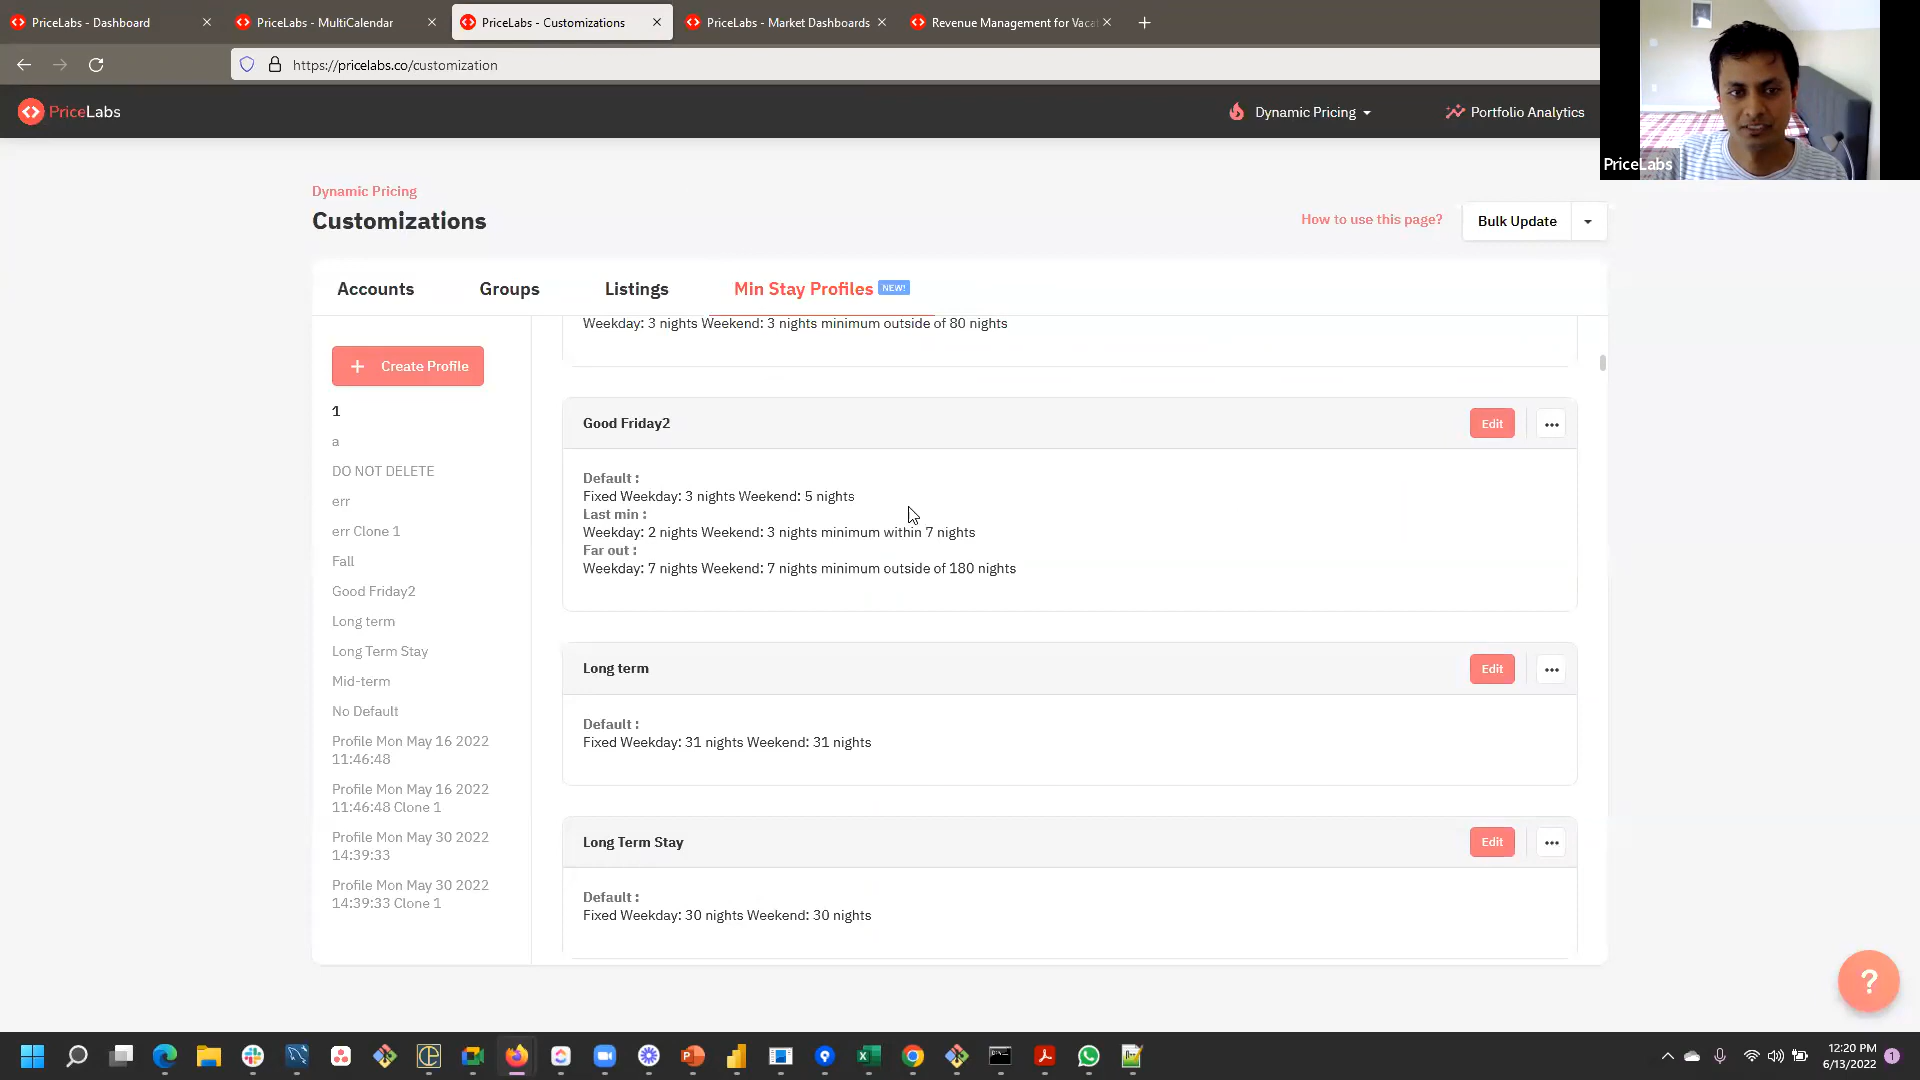 PriceLabs - Dashboard
PriceLabs - MultiCalendar
PriceLabs - Customizations
PriceLabs - Market Dashboards
Revenue Management for Vaca
https://pricelabs.co/customization
PriceLabs
Dynamic Pricing
Portfolio Analytics
PriceLabs
Dynamic Pricing
Customizations
How to use this page?
Bulk Update
Accounts
Groups
Listings
Min Stay Profiles NEW!
Create Profile
1
a
DO NOT DELETE
err
err Clone 1
Fall
Good Friday2
Long term
Long Term Stay
Mid-term
No Default
Profile Mon May 16 2022
11:46:48
Profile Mon May 16 2022
11:46:48 Clone 1
Profile Mon May 30 2022
14:39:33
Profile Mon May 30 2022
14:39:33 Clone 1
Weekday: 3 nights Weekend: 3 nights minimum outside of 80 nights
Good Friday2
Edit
Default :
Fixed Weekday: 3 nights Weekend: 5 nights
Last min :
Weekday: 2 nights Weekend: 3 nights minimum within 7 nights
Far out :
Weekday: 7 nights Weekend: 7 nights minimum outside of 180 nights
Long term
Edit
Default :
Fixed Weekday: 31 nights Weekend: 31 nights
Long Term Stay
Edit
Default :
Fixed Weekday: 30 nights Weekend: 30 nights
?
12:20 PM
6/13/2022
1